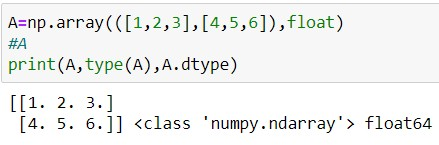 A=np.array(([1,2,3],[4,5,6]),float)
#A
print(A,type(A),A.dtype)
[[1. 2. 3.]
 [4. 5. 6.]] <class 'numpy.ndarray'> float64